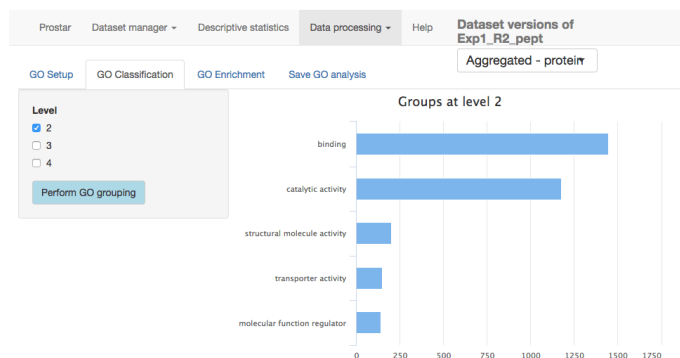 Prostar Dataset manager Descriptive statistics Data processing Help
Dataset versions of
Exp1_R2_pept
Aggregated - protein
GO Setup GO Classification GO Enrichment Save GO analysis
Level
2
3
4
Perform GO grouping
Groups at level 2
binding
catalytic activity
structural molecule activity
transporter activity
molecular function regulator
0 250 500 750 1000 1250 1500 1750